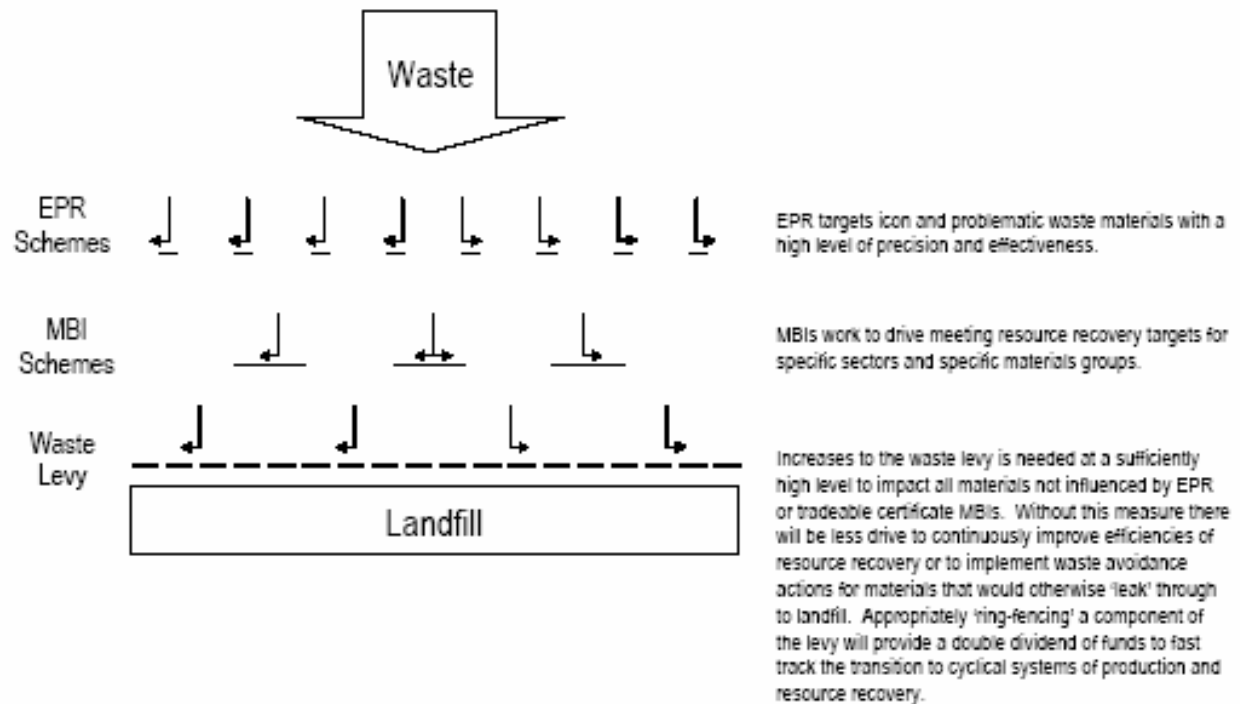 Waste
EPR
Schemes
EPR targets icon and problematic waste materials with a
high level of precision and effectiveness.
MBI
Schemes
MBIs work to drive meeting resource recovery targets for
specific sectors and specific materials groups.
Waste
Levy
Landfill
Increases to the waste levy is needed at a sufficiently
high level to impact all materials not influenced by EPR
or tradeable certificate MBIs. Without this measure there
will be less drive to continuously improve efficiencies of
resource recovery or to implement waste avoidance
actions for materials that would otherwise 'leak' through
to landfill. Appropriately 'ring-fencing' a component of
the levy will provide a double dividend of funds to fast
track the transition to cyclical systems of production and
resource recovery.